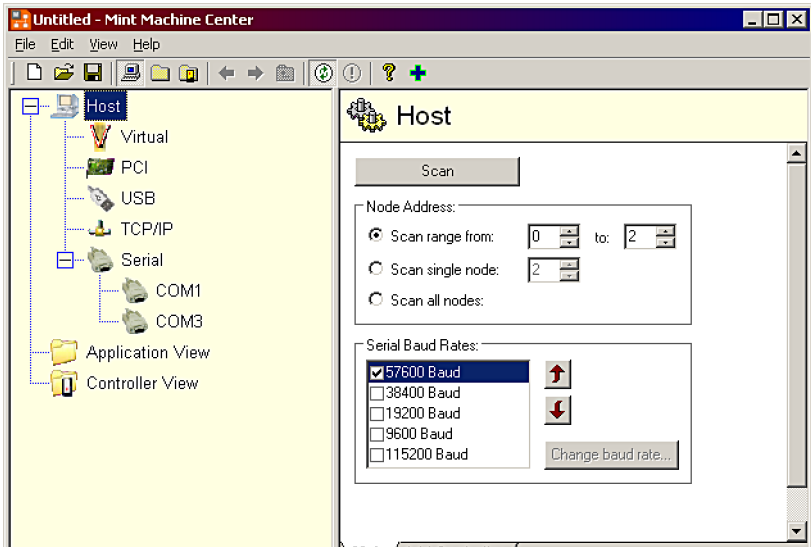 Untitled - Mint Machine Center
File Edit View Help
Host
Virtual
PCI
USB
TCP/IP
Serial
COM1
COM3
Application View
Controller View
Host
Scan
Node Address:
Scan range from: 0 to: 2
Scan single node: 2
Scan all nodes:
Serial Baud Rates:
57600 Baud
38400 Baud
19200 Baud
9600 Baud
115200 Baud
Change baud rate...